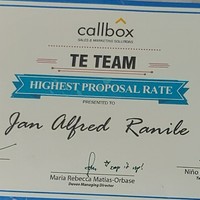 callbox
SALES & MARKETING SOLUTIONS
TE TEAM
HIGHEST PROPOSAL RATE
PRESENTED TO
Jan Alfred Ranile
Maria Rebecca Matias-Orbase
Davao Managing Director
Niño